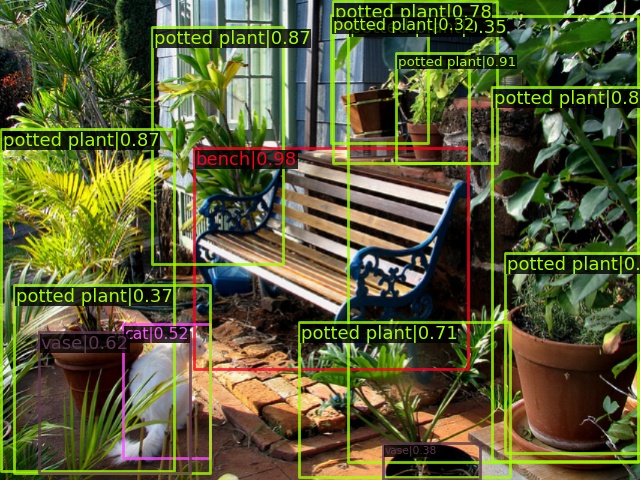 potted plant|0.78
potted plant|0.32
.35
potted plant|0.87
potted plant|0.91
potted plant|0.8
potted plant|0.87
bench|0.98
potted plant|0.
potted plant|0.37
cat|0.52
potted plant|0.71
vase|0.62
vase|0.38